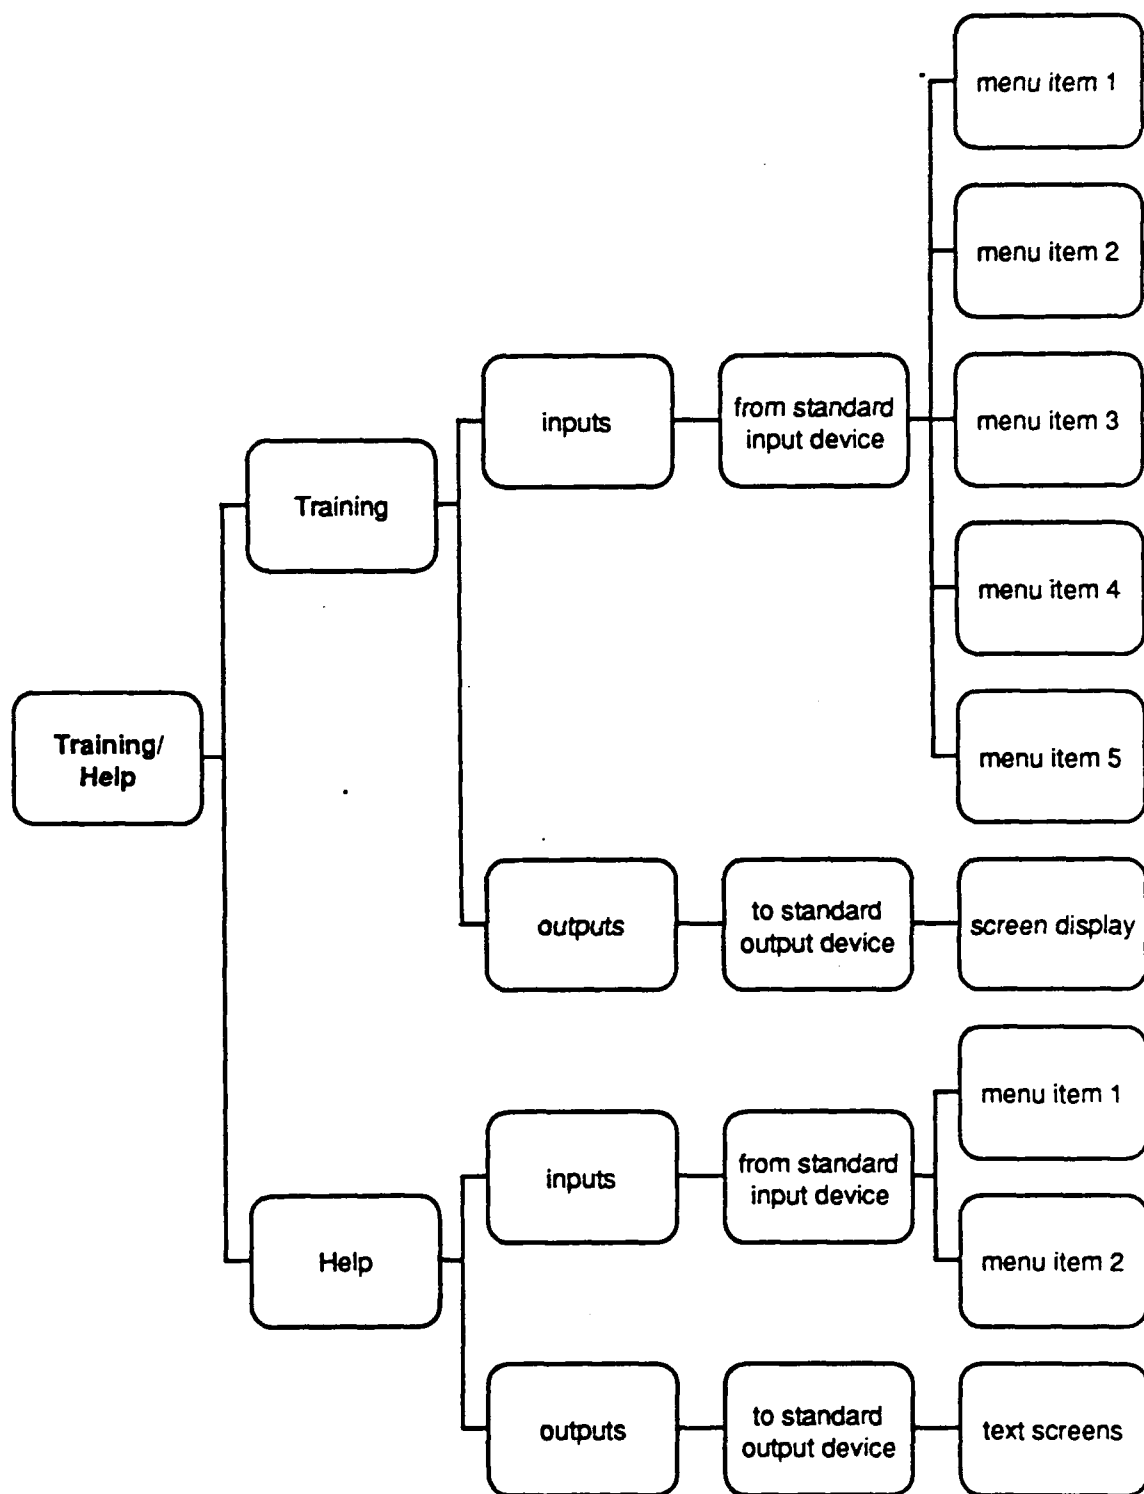 menu item 1
menu item 2
inputs
from standard
input device
menu item 3
Training
menu item 4
Training/
Help
menu item 5
outputs
to standard
output device
screen display
menu item 1
inputs
from standard
input device
Help
menu item 2
outputs
to standard
output device
text screens